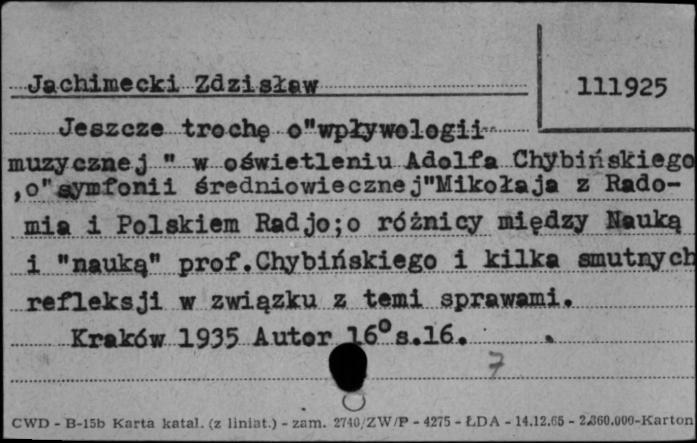 Jachimecki Zdzisław
111925
Jeszcze trochę o"wpływologii
muzycznej " w oświetleniu Adolfa Chybińskiego
,o"symfonii średniowiecznej"Mikołaja z Rado-
mia i Polskiem Radjo;o różnicy między Nauką
i "nauką" prof.Chybińskiego i kilka smutnych
refleksji w związku z temi sprawami.
Kraków 1935 Autor 16° s.16.
7
CWD - B-15b Karta katal. (z liniat.) - zam. 2740/ZW/P - 4275 - ŁDA - 14.12.65 - 2.360.000-Karton